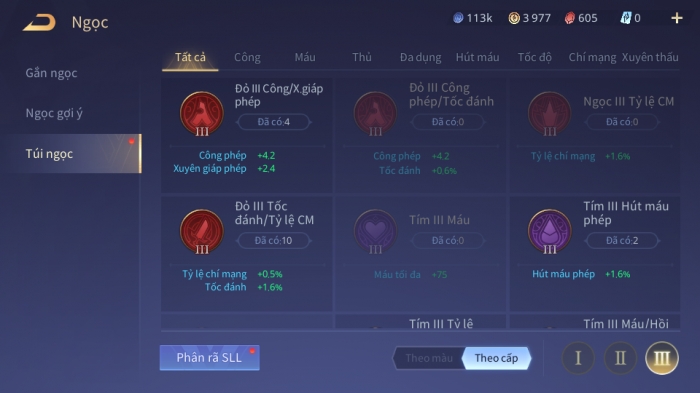 Ngọc
113k
3 977
605
0
+
Tất cả
Công
Máu
Thủ
Đa dụng
Hút máu
Tốc độ
Chí mạng
Xuyên thấu
Gắn ngọc
Ngọc gợi ý
Túi ngọc
Đỏ III Công/X.giáp
phép
Đã có:4
III
Công phép +4.2
Xuyên giáp phép +2.4
Đỏ III Công
phép/Tốc đánh
Đã có:0
III
Công phép +4.2
Tốc đánh +0.6%
Ngọc III Tỷ lệ CM
Đã có:0
III
Tỷ lệ chí mạng +1.6%
Đỏ III Tốc
đánh/Tỷ lệ CM
Đã có:10
III
Tỷ lệ chí mạng +0.5%
Tốc đánh +1.6%
Tím III Máu
Đã có:0
III
Máu tối đa +75
Tím III Hút máu
phép
Đã có:2
III
Hút máu phép +1.6%
Tím III Tỷ lệ
Tím III Máu/Hồi
Phân rã SLL
Theo màu
Theo cấp
I
II
III